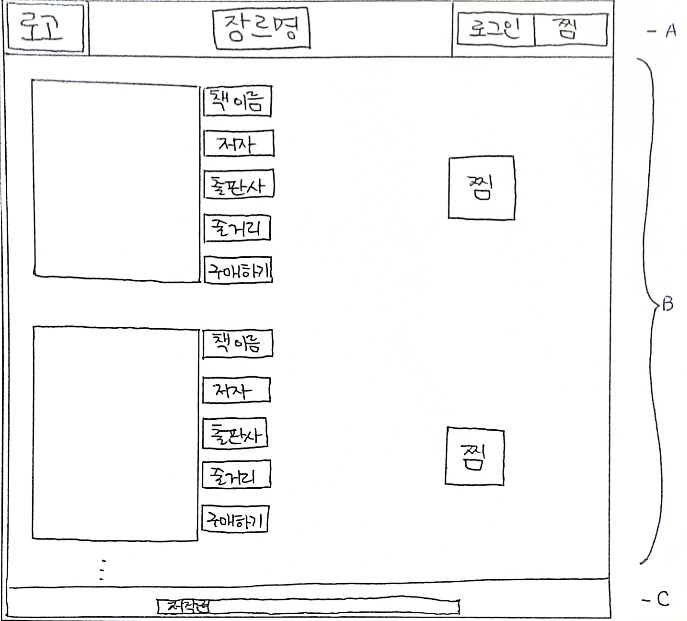 로고 장르명 로그인 찜 - A
책이름
저자
출판사
찜
줄거리
구매하기
B
책이름
저자
출판사
찜
줄거리
구매하기
⋮
- C
저작권